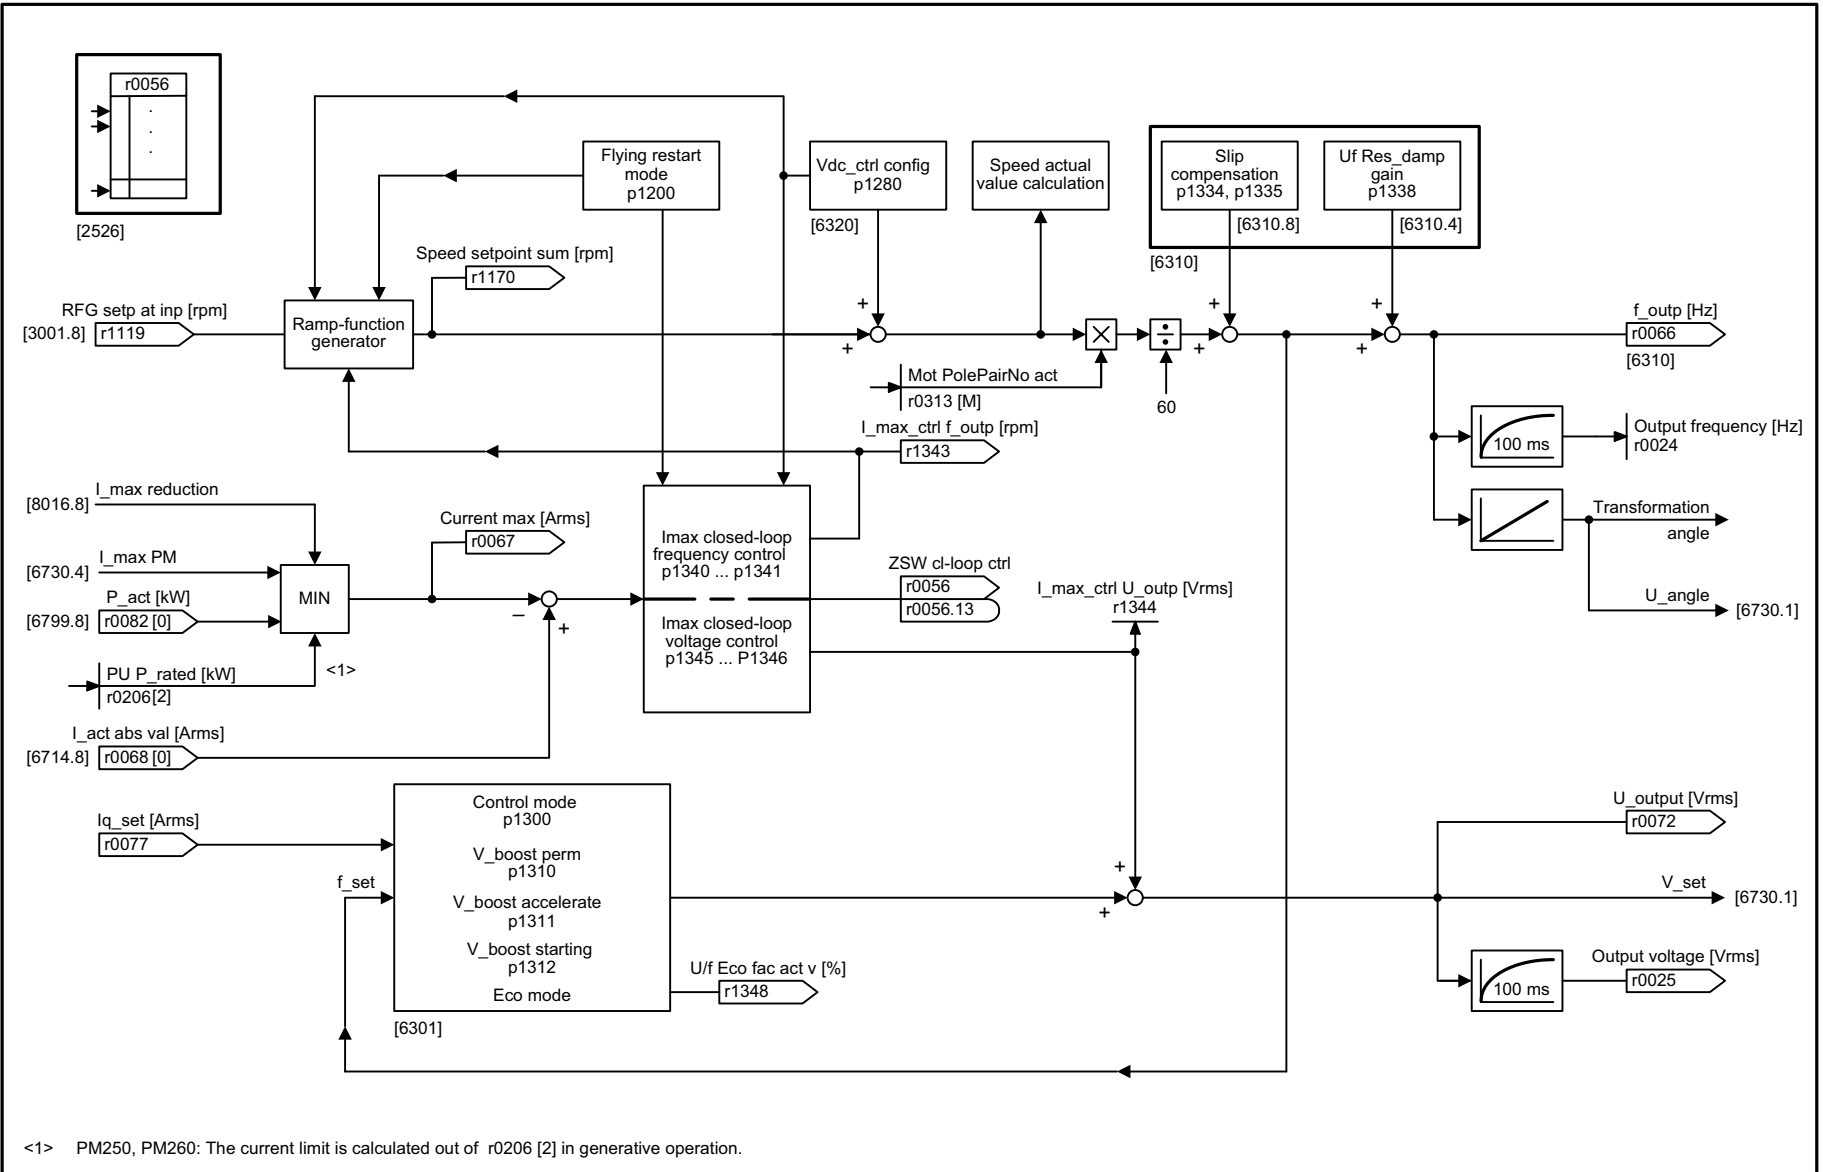 r0056
[2526]
Flying restart
mode
p1200
Vdc_ctrl config
p1280
[6320]
Speed actual
value calculation
Slip
compensation
p1334, p1335
[6310.8]
Uf Res_damp
gain
p1338
[6310.4]
[6310]
Speed setpoint sum [rpm]
r1170
RFG setp at inp [rpm]
[3001.8]
r1119
Ramp-function
generator
+
+
+
+
+
+
f_outp [Hz]
r0066
[6310]
Mot PolePairNo act
r0313 [M]
60
I_max_ctrl f_outp [rpm]
r1343
100 ms
Output frequency [Hz]
r0024
Transformation
angle
U_angle
[6730.1]
I_max reduction
[8016.8]
I_max PM
[6730.4]
P_act [kW]
[6799.8]
r0082 [0]
MIN
PU P_rated [kW]
r0206[2]
<1>
Current max [Arms]
r0067
−
+
I_act abs val [Arms]
[6714.8]
r0068 [0]
Imax closed-loop
frequency control
p1340 ... p1341
Imax closed-loop
voltage control
p1345 ... P1346
ZSW cl-loop ctrl
r0056
r0056.13
I_max_ctrl U_outp [Vrms]
r1344
Iq_set [Arms]
r0077
f_set
Control mode
p1300
V_boost perm
p1310
V_boost accelerate
p1311
V_boost starting
p1312
Eco mode
[6301]
U/f Eco fac act v [%]
r1348
+
+
U_output [Vrms]
r0072
V_set
[6730.1]
100 ms
Output voltage [Vrms]
r0025
<1> PM250, PM260: The current limit is calculated out of r0206 [2] in generative operation.